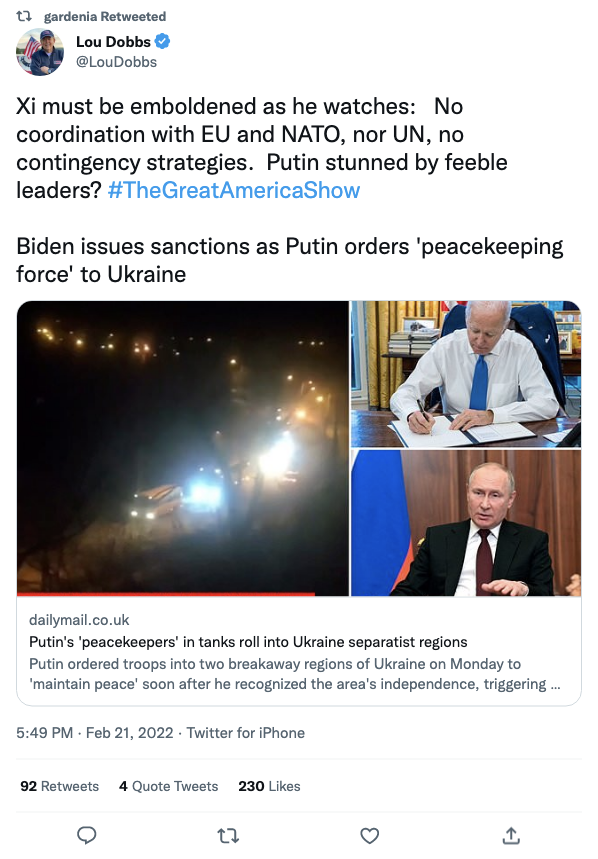 gardenia Retweeted
Lou Dobbs
@LouDobbs
Xi must be emboldened as he watches:   No
coordination with EU and NATO, nor UN, no
contingency strategies.  Putin stunned by feeble
leaders? #TheGreatAmericaShow
Biden issues sanctions as Putin orders 'peacekeeping
force' to Ukraine
dailymail.co.uk
Putin's 'peacekeepers' in tanks roll into Ukraine separatist regions
Putin ordered troops into two breakaway regions of Ukraine on Monday to
'maintain peace' soon after he recognized the area's independence, triggering ...
5:49 PM · Feb 21, 2022 · Twitter for iPhone
92 Retweets 4 Quote Tweets 230 Likes